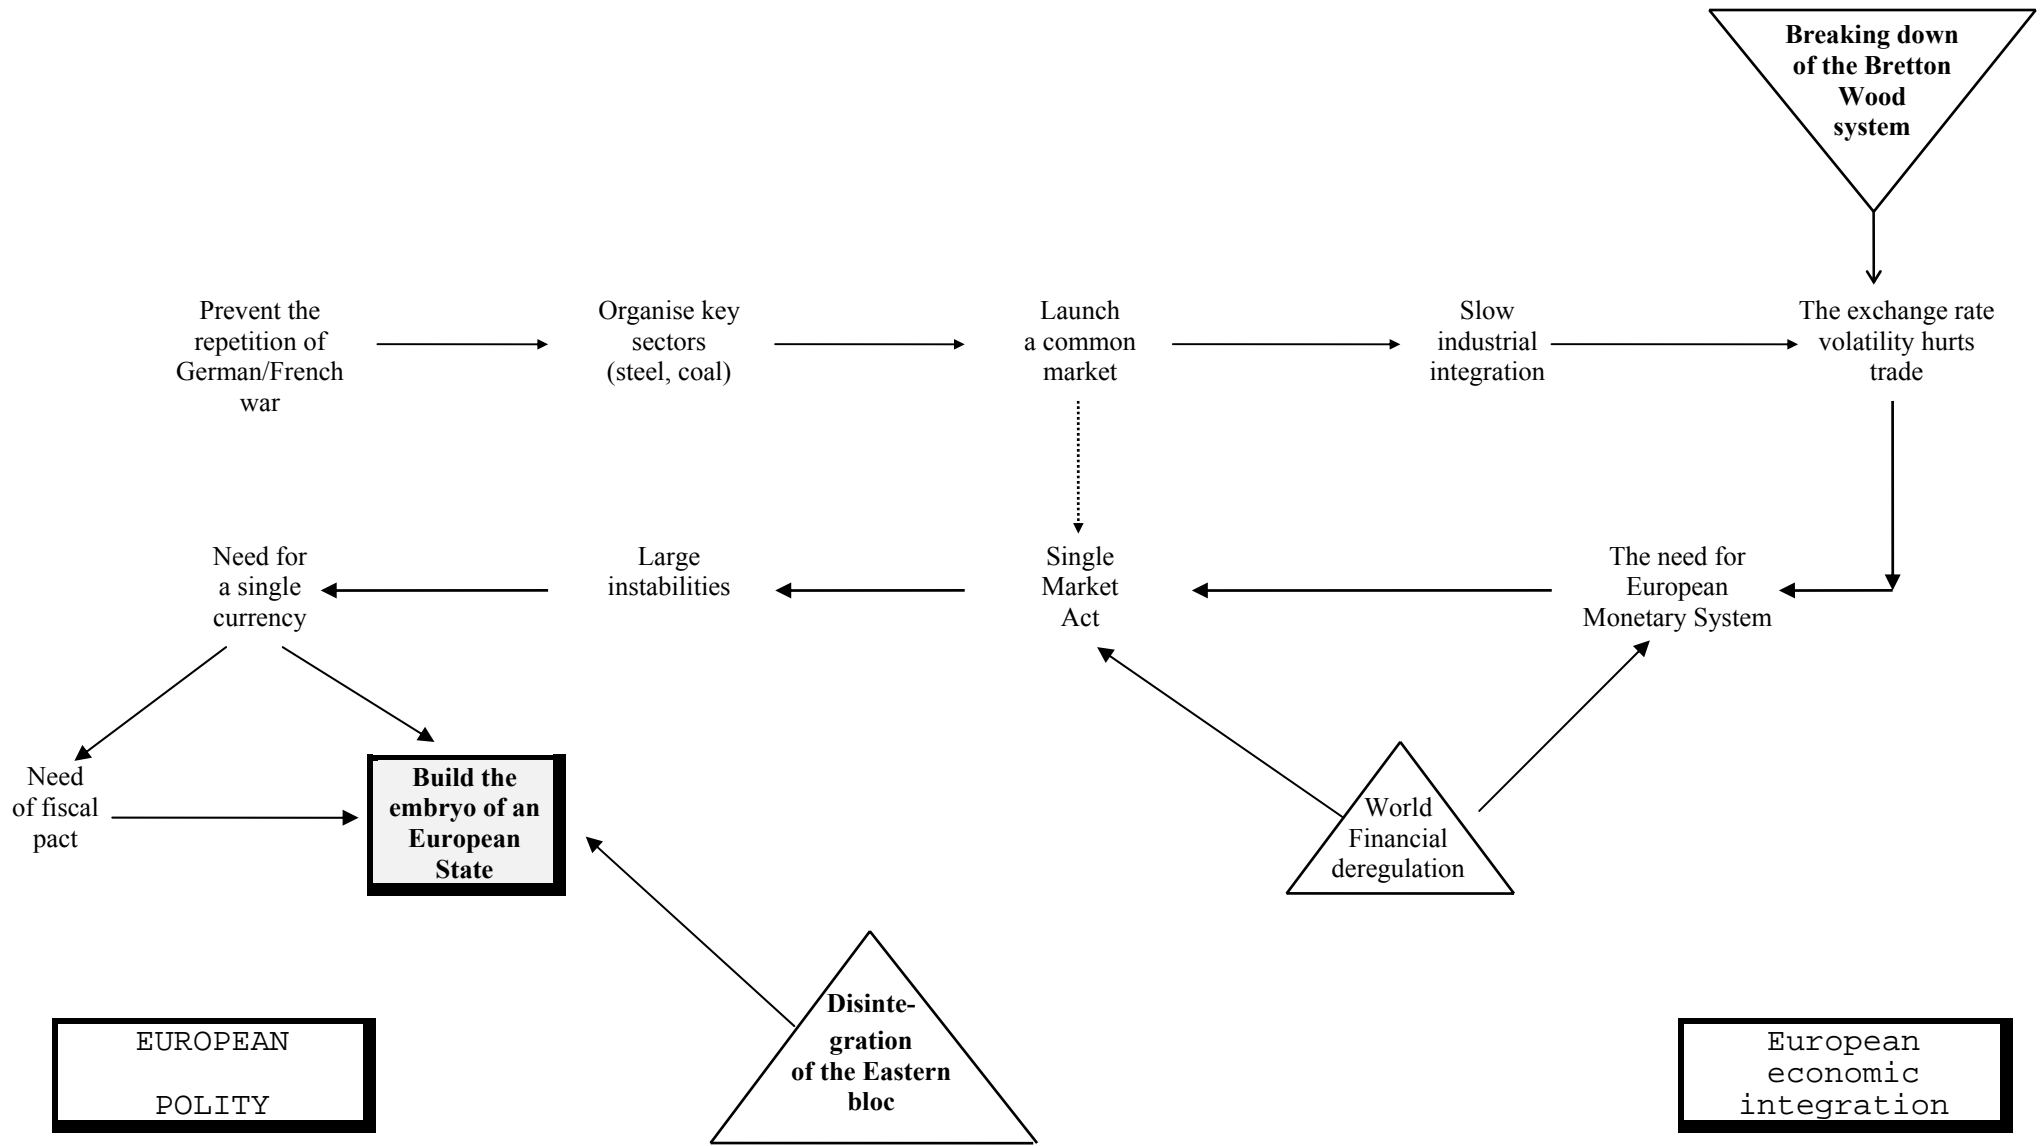 Breaking down
of the Bretton
Wood
system
Prevent the
repetition of
German/French
war
Organise key
sectors
(steel, coal)
Launch
a common
market
Slow
industrial
integration
The exchange rate
volatility hurts
trade
Need for
a single
currency
Large
instabilities
Single
Market
Act
The need for
European
Monetary System
Need
of fiscal
pact
Build the
embryo of an
European
State
World
Financial
deregulation
Disinte-
gration
of the Eastern
bloc
EUROPEAN
POLITY
European
economic
integration